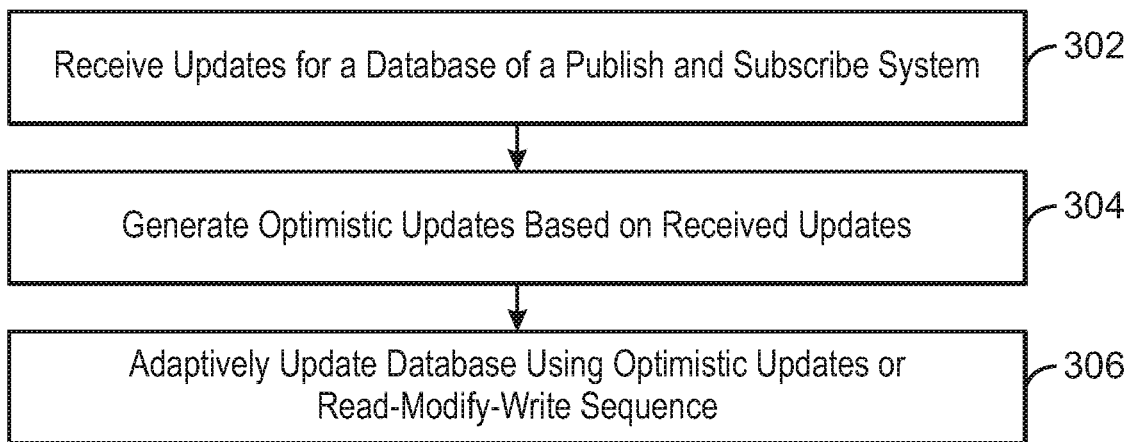 Receive Updates for a Database of a Publish and Subscribe System
302
Generate Optimistic Updates Based on Received Updates
304
Adaptively Update Database Using Optimistic Updates or
Read-Modify-Write Sequence
306